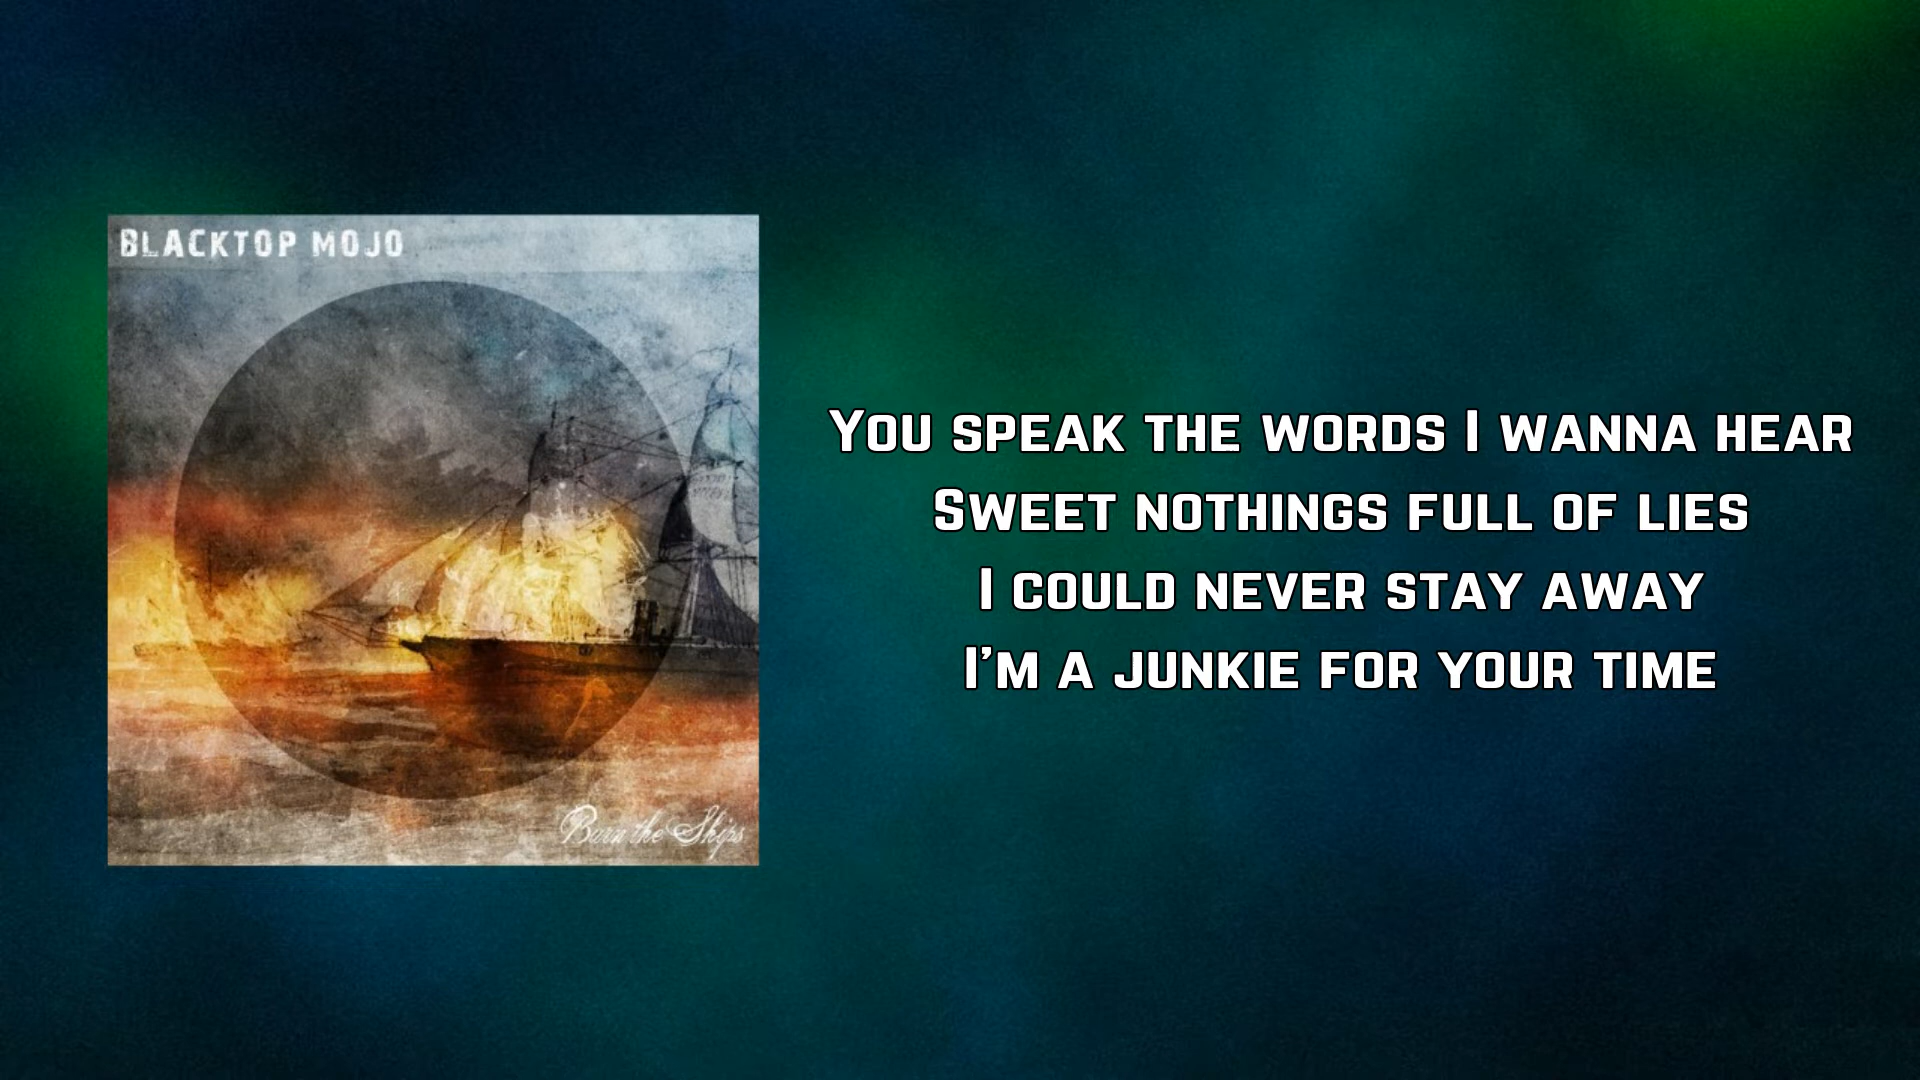 BLACKTOP MOJO
You speak the words I wanna hear
Sweet nothings full of lies
I could never stay away
I'm a junkie for your time
Burn the Ships